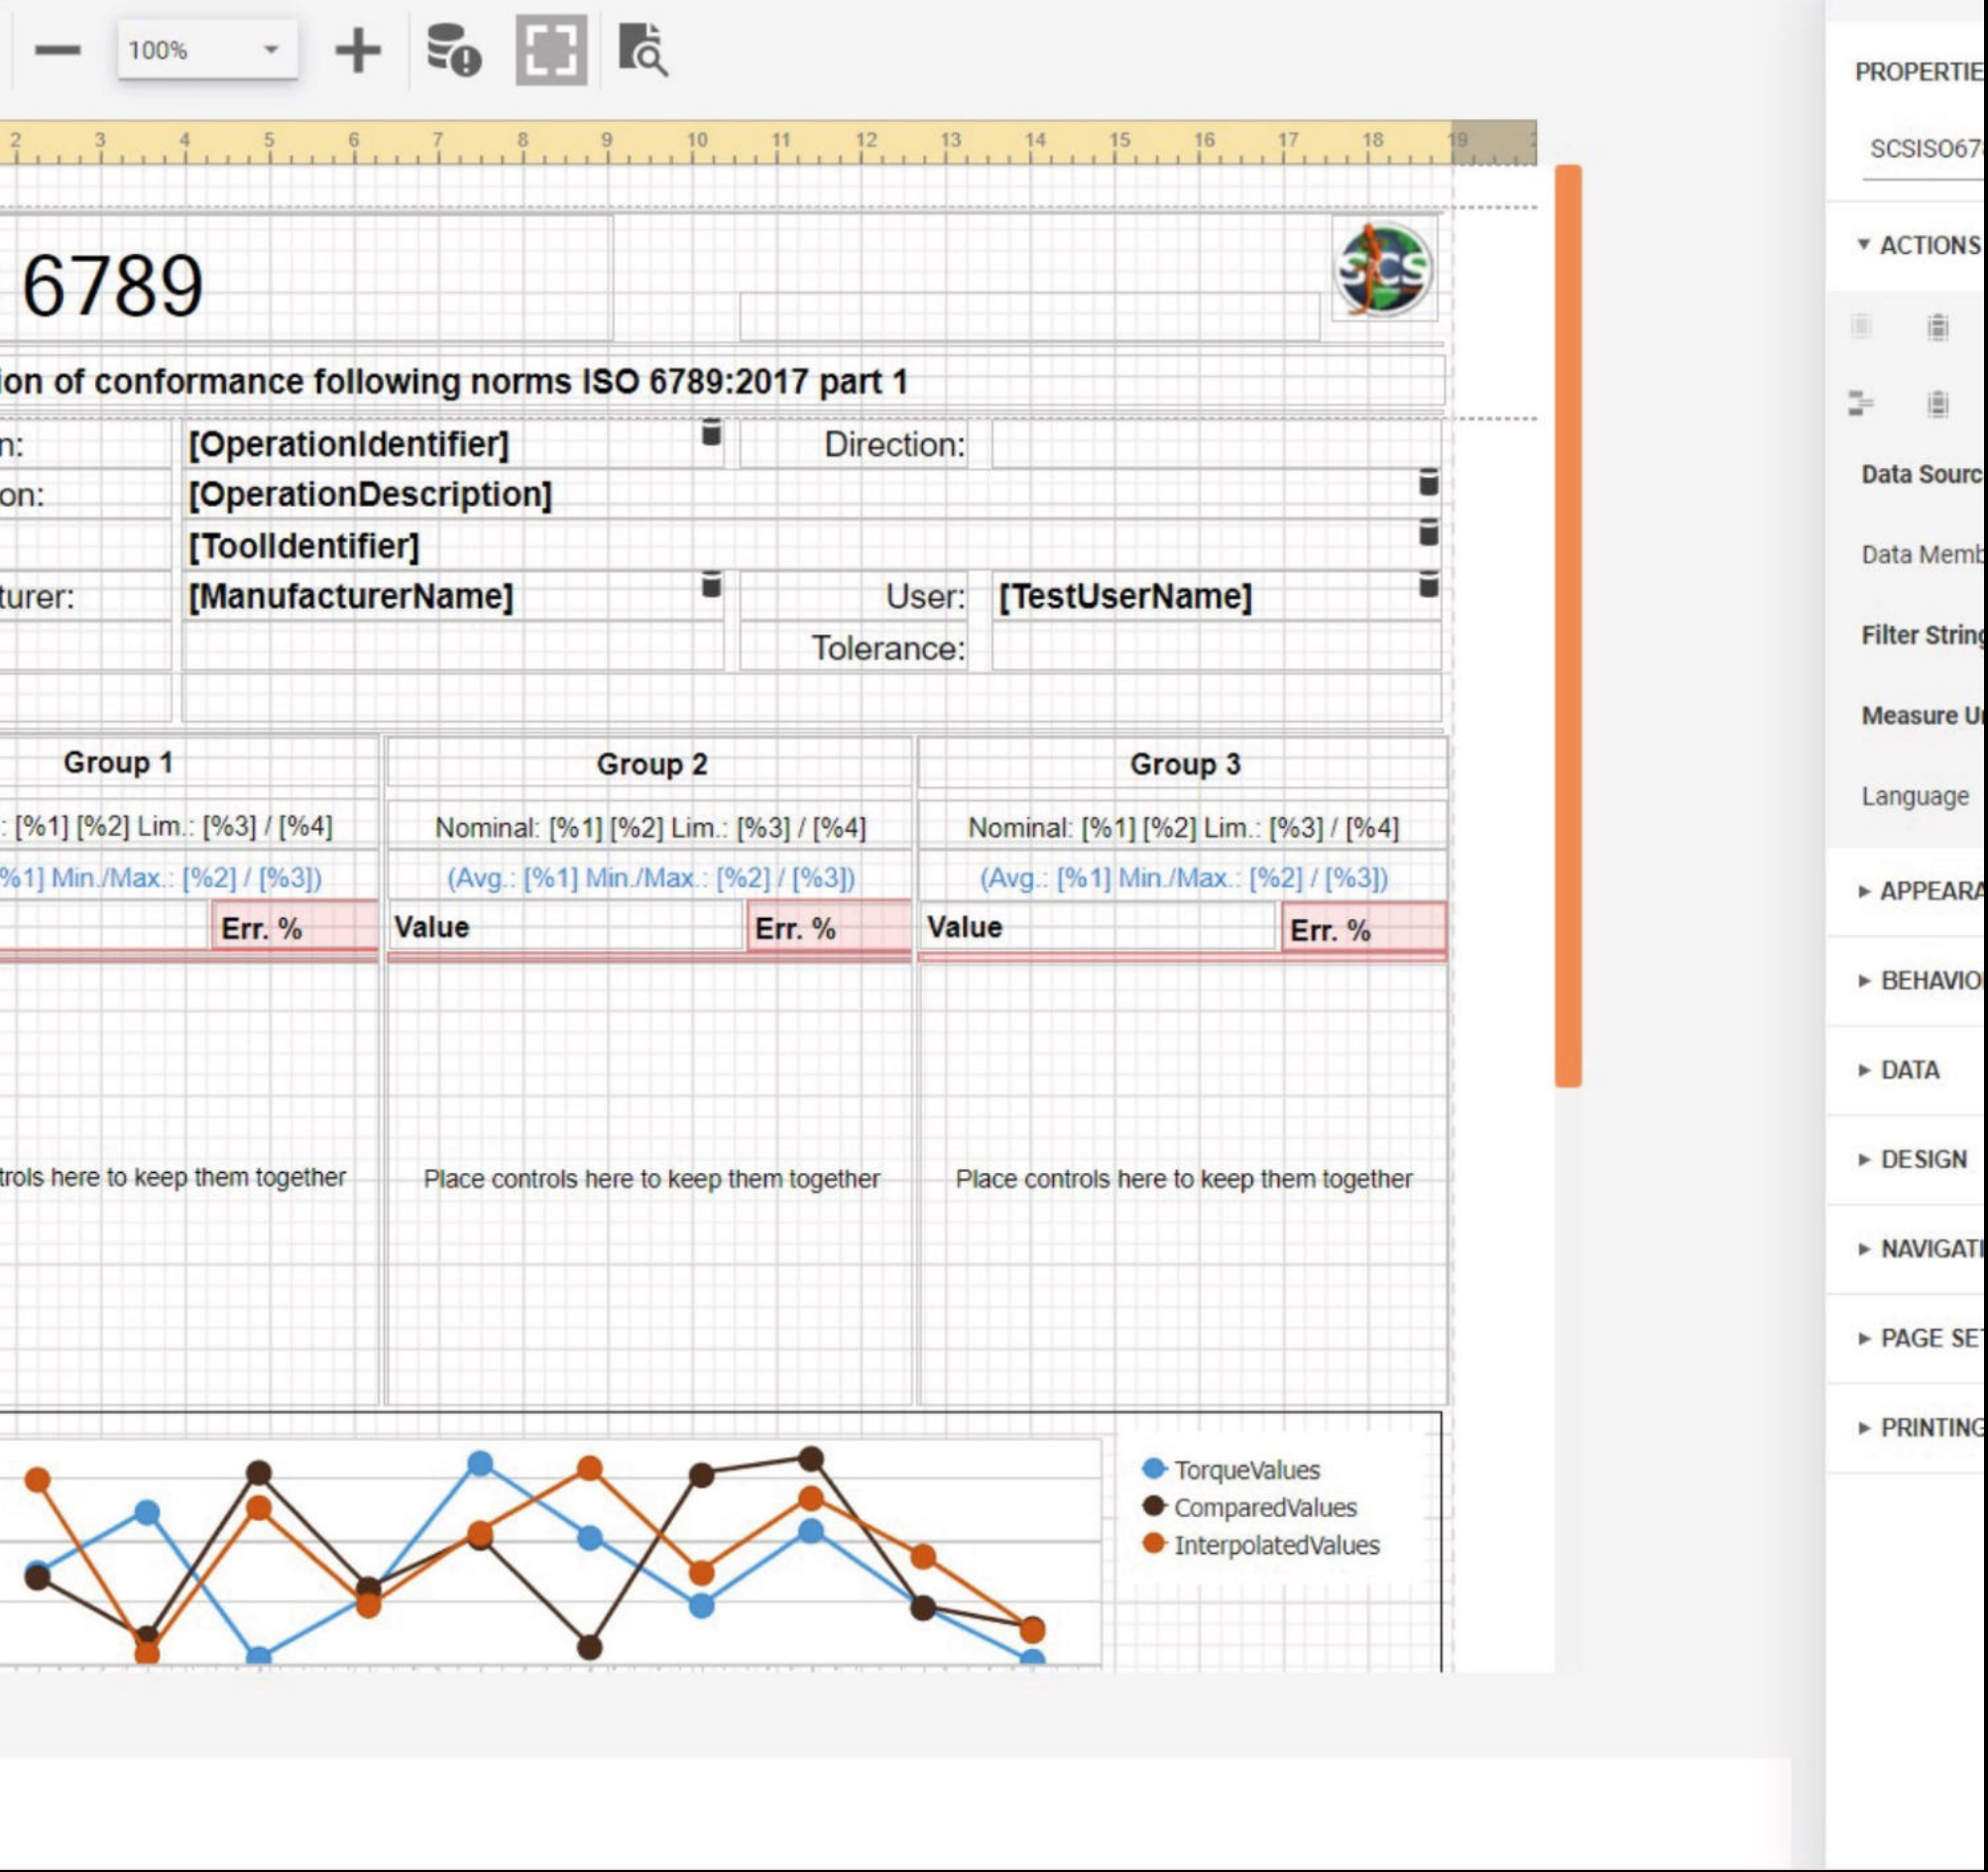 100%
PROPERTIE
2 3 4 5 6 7 8 9 10 11 12 13 14 15 16 17 18 19
SCSISO678
ACTIONS
6789
SCS
ion of conformance following norms ISO 6789:2017 part 1
n: [OperationIdentifier] Direction:
on: [OperationDescription]
[ToolIdentifier]
turer: [ManufacturerName] User: [TestUserName]
Tolerance:
Data Sourc
Data Memb
Filter String
Measure Un
Language
Group 1 Group 2 Group 3
: [%1] [%2] Lim.: [%3] / [%4] Nominal: [%1] [%2] Lim.: [%3] / [%4] Nominal: [%1] [%2] Lim.: [%3] / [%4]
%1] Min./Max.: [%2] / [%3]) (Avg.: [%1] Min./Max.: [%2] / [%3]) (Avg.: [%1] Min./Max.: [%2] / [%3])
Err. % Value Err. % Value Err. %
APPEARA
BEHAVIO
DATA
DESIGN
NAVIGATI
PAGE SE
PRINTING
trols here to keep them together Place controls here to keep them together Place controls here to keep them together
TorqueValues
ComparedValues
InterpolatedValues